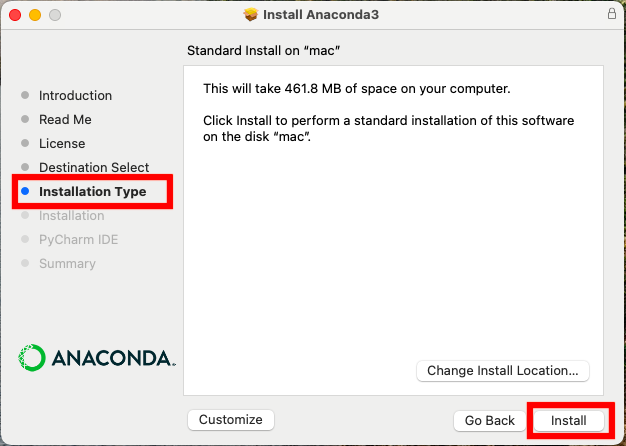 Install Anaconda3
Standard Install on “mac”
Introduction
Read Me
License
Destination Select
Installation Type
Installation
PyCharm IDE
Summary
This will take 461.8 MB of space on your computer.
Click Install to perform a standard installation of this software
on the disk “mac”.
ANACONDA.
Change Install Location...
Customize
Go Back
Install